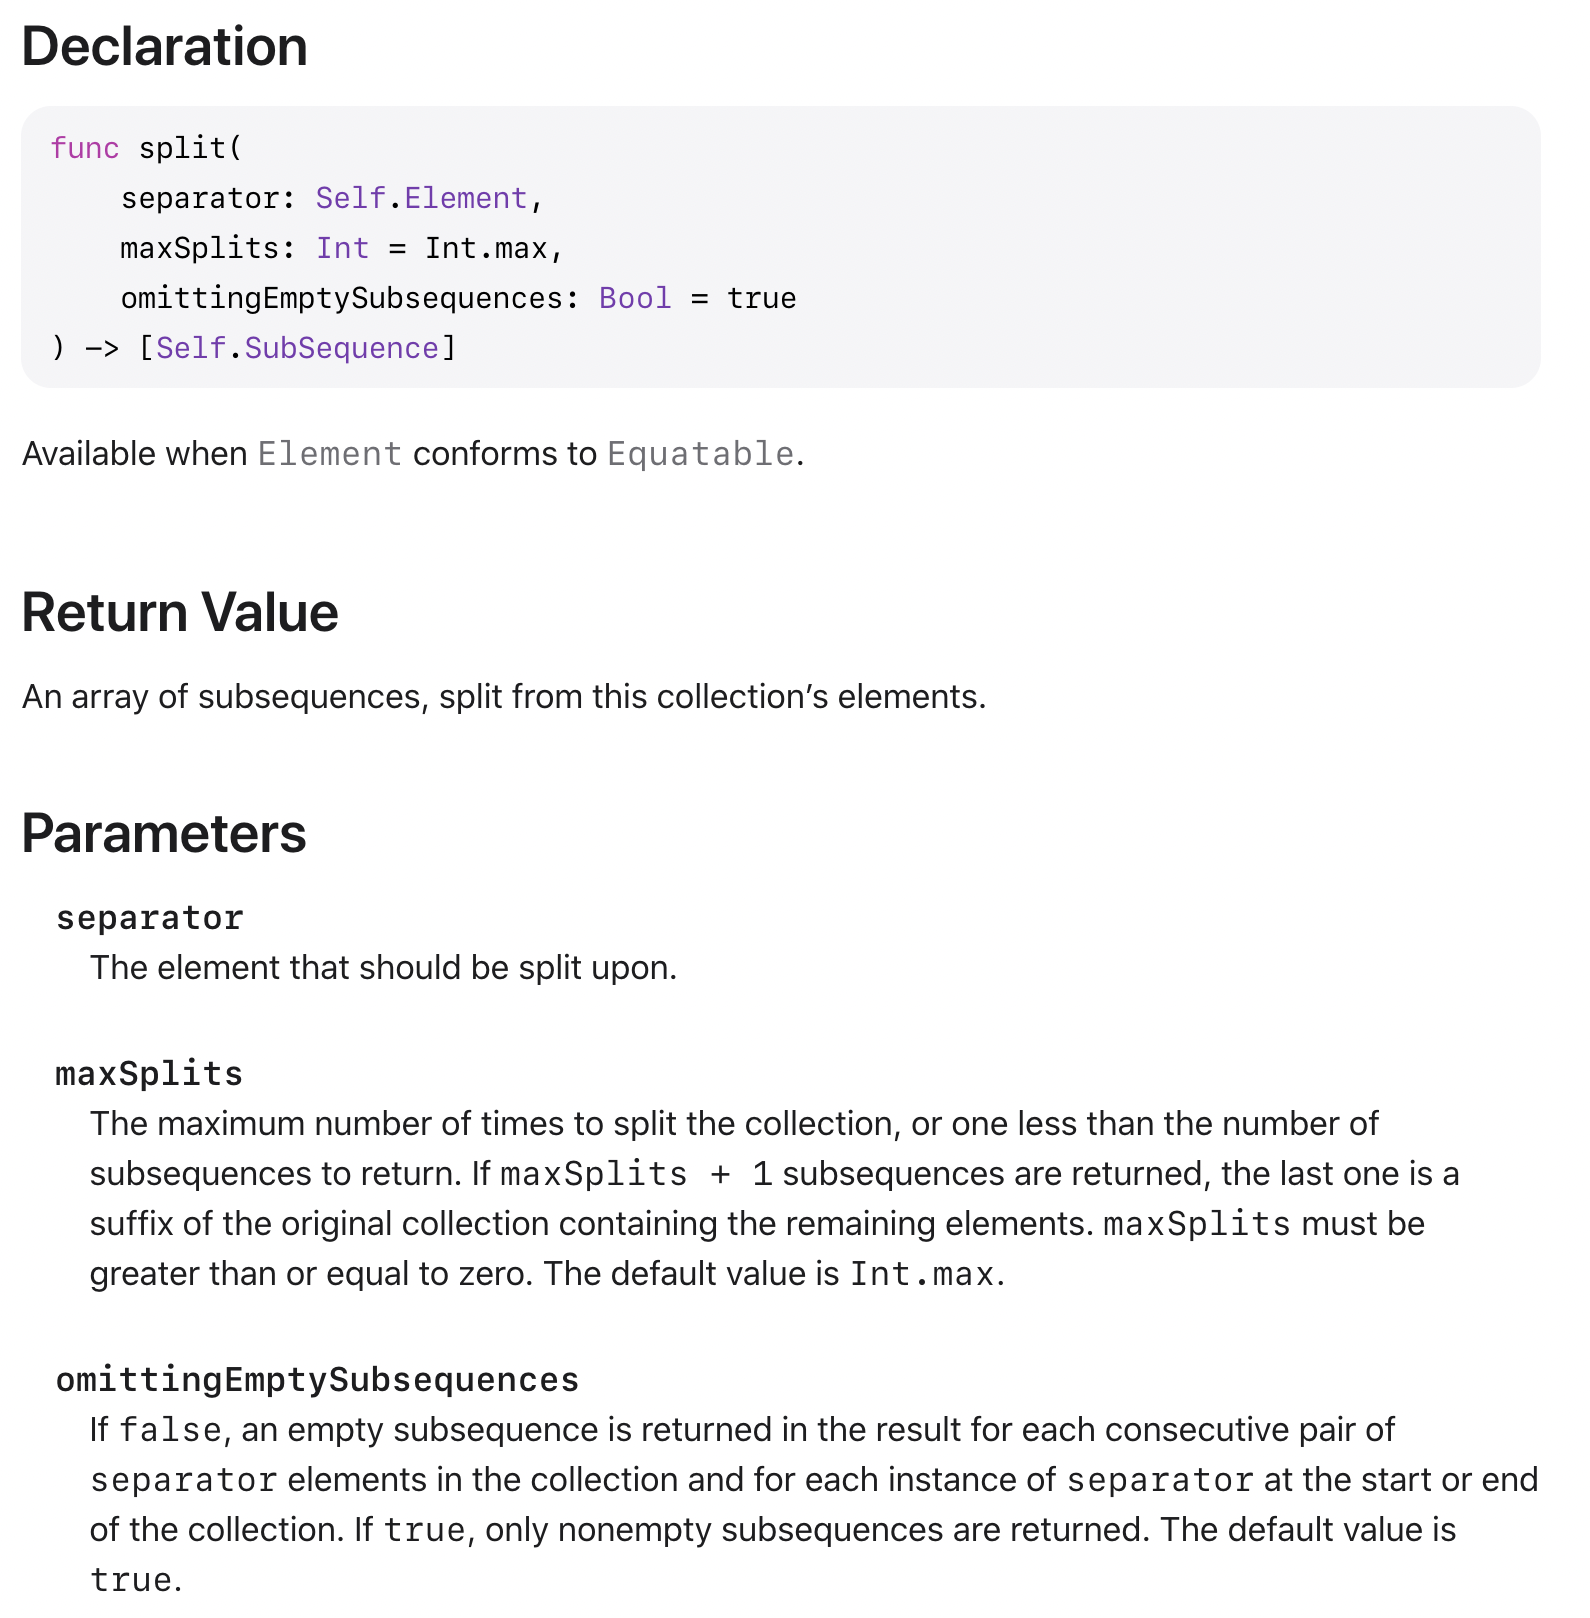 Declaration
func split(
    separator: Self.Element,
    maxSplits: Int = Int.max,
    omittingEmptySubsequences: Bool = true
) -> [Self.SubSequence]
Available when Element conforms to Equatable.
Return Value
An array of subsequences, split from this collection’s elements.
Parameters
separator
The element that should be split upon.
maxSplits
The maximum number of times to split the collection, or one less than the number of
subsequences to return. If maxSplits + 1 subsequences are returned, the last one is a
suffix of the original collection containing the remaining elements. maxSplits must be
greater than or equal to zero. The default value is Int.max.
omittingEmptySubsequences
If false, an empty subsequence is returned in the result for each consecutive pair of
separator elements in the collection and for each instance of separator at the start or end
of the collection. If true, only nonempty subsequences are returned. The default value is
true.